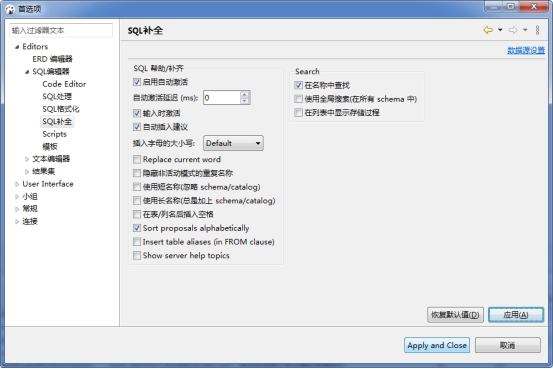 首选项
输入过滤器文本
Editors
ERD 编辑器
SQL编辑器
Code Editor
SQL处理
SQL格式化
SQL补全
Scripts
模板
文本编辑器
结果集
User Interface
小组
常规
连接
SQL补全
数据源设置
SQL 帮助/补齐
启用自动激活
自动激活延迟 (ms): 0
输入时激活
自动插入建议
插入字母的大小写: Default
Replace current word
隐藏非活动模式的重复名称
使用短名称(忽略 schema/catalog)
使用长名称(总是加上 schema/catalog)
在表/列名后插入空格
Sort proposals alphabetically
Insert table aliases (in FROM clause)
Show server help topics
Search
在名称中查找
使用全局搜索(在所有 schema 中)
在列表中显示存储过程
恢复默认值(D)
应用(A)
Apply and Close
取消